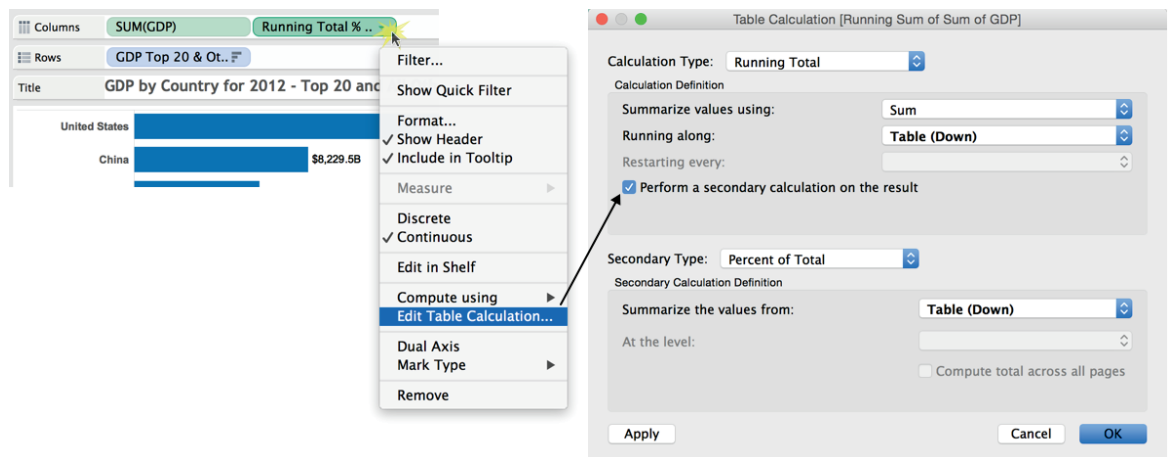 Columns SUM(GDP) Running Total % ..
Rows GDP Top 20 & Ot..
Title GDP by Country for 2012 - Top 20 and
United States
China $8,229.5B
Filter...
Show Quick Filter
Format...
Show Header
Include in Tooltip
Measure
Discrete
Continuous
Edit in Shelf
Compute using
Edit Table Calculation...
Dual Axis
Mark Type
Remove
Table Calculation [Running Sum of Sum of GDP]
Calculation Type: Running Total
Calculation Definition
Summarize values using: Sum
Running along: Table (Down)
Restarting every:
Perform a secondary calculation on the result
Secondary Type: Percent of Total
Secondary Calculation Definition
Summarize the values from: Table (Down)
At the level:
Compute total across all pages
Apply Cancel OK